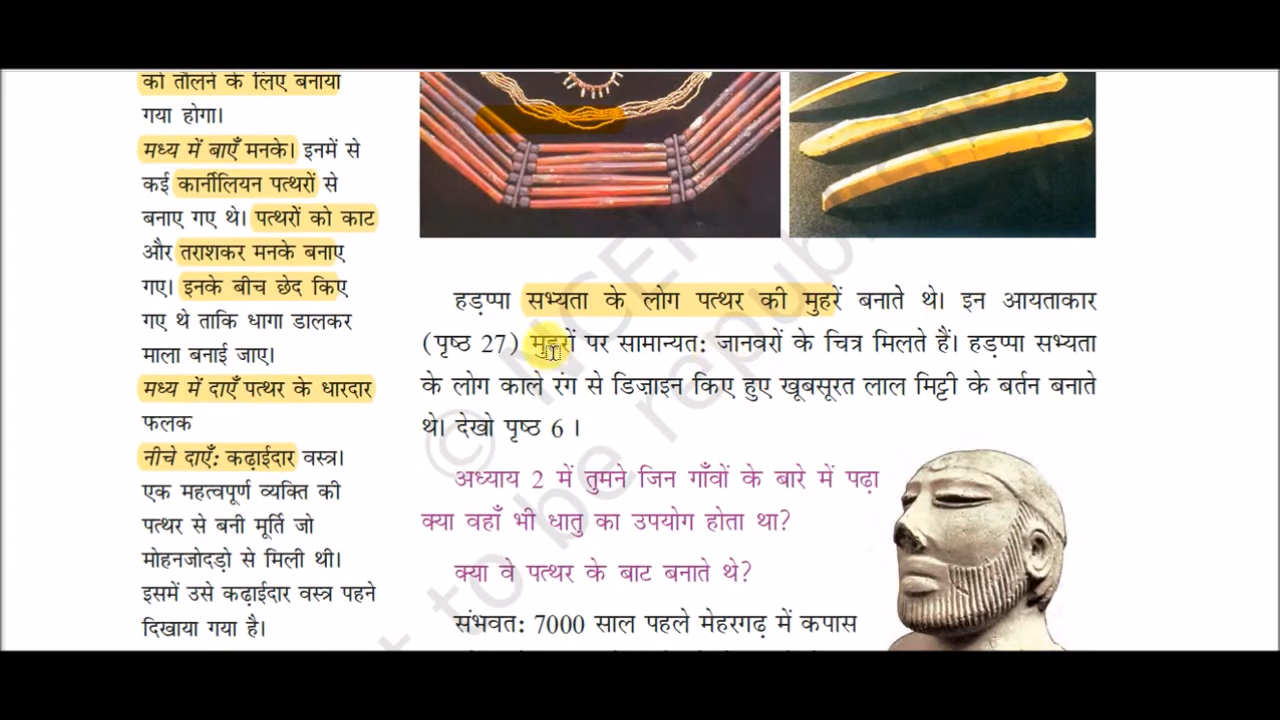 को तौलने के लिए बनाया
गया होगा।
मध्य में बाएँ मनके। इनमें से
कई कार्नीलियन पत्थरों से
बनाए गए थे। पत्थरों को काट
और तराशकर मनके बनाए
गए। इनके बीच छेद किए
गए थे ताकि धागा डालकर
माला बनाई जाए।
मध्य में दाएँ पत्थर के धारदार
फलक
नीचे दाएँ: कढ़ाईदार वस्त्र।
एक महत्वपूर्ण व्यक्ति की
पत्थर से बनी मूर्ति जो
मोहनजोदड़ो से मिली थी।
इसमें उसे कढ़ाईदार वस्त्र पहने
दिखाया गया है।
हड़प्पा सभ्यता के लोग पत्थर की मुहरें बनाते थे। इन आयताकार
(पृष्ठ 27) मुहरों पर सामान्यत: जानवरों के चित्र मिलते हैं। हड़प्पा सभ्यता
के लोग काले रंग से डिज़ाइन किए हुए खूबसूरत लाल मिट्टी के बर्तन बनाते
थे। देखो पृष्ठ 6।
अध्याय 2 में तुमने जिन गाँवों के बारे में पढ़ा
क्या वहाँ भी धातु का उपयोग होता था?
क्या वे पत्थर के बाट बनाते थे?
संभवत: 7000 साल पहले मेहरगढ़ में कपास